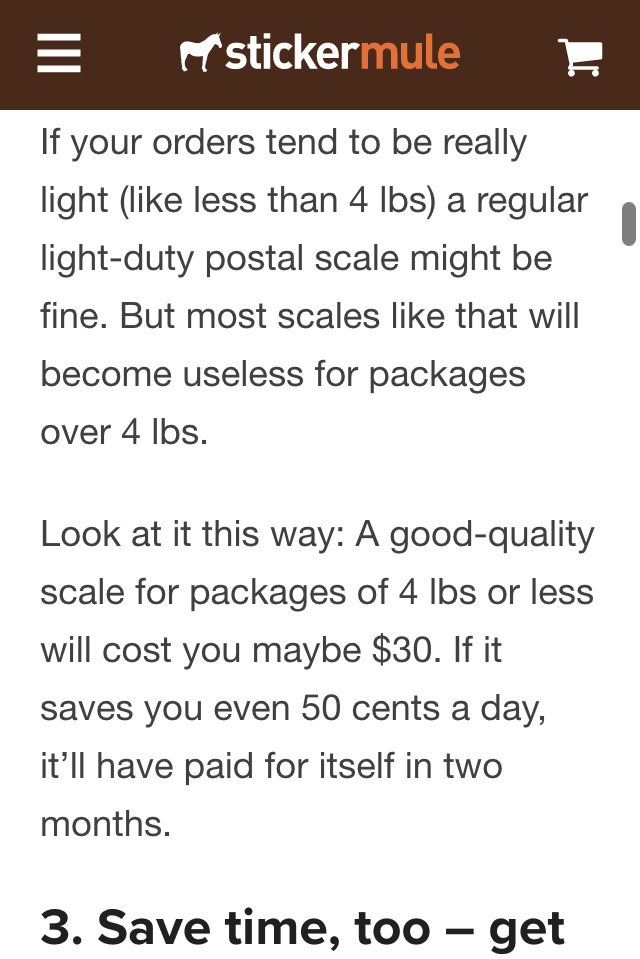 stickermule
If your orders tend to be really
light (like less than 4 lbs) a regular
light-duty postal scale might be
fine. But most scales like that will
become useless for packages
over 4 lbs.
Look at it this way: A good-quality
scale for packages of 4 lbs or less
will cost you maybe $30. If it
saves you even 50 cents a day,
it’ll have paid for itself in two
months.
3. Save time, too – get